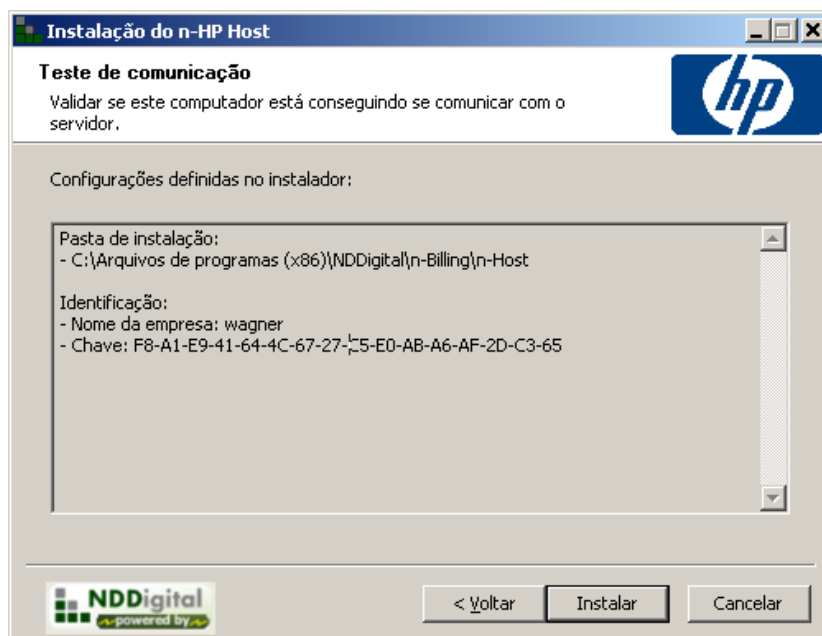 Instalação do n-HP Host
Teste de comunicação
Validar se este computador está conseguindo se comunicar com o
servidor.
hp
Configurações definidas no instalador:
Pasta de instalação:
- C:\Arquivos de programas (x86)\NDDigital\n-Billing\n-Host
Identificação:
- Nome da empresa: wagner
- Chave: F8-A1-E9-41-64-4C-67-27-C5-E0-AB-A6-AF-2D-C3-65
NDDigital
powered by
< Voltar
Instalar
Cancelar